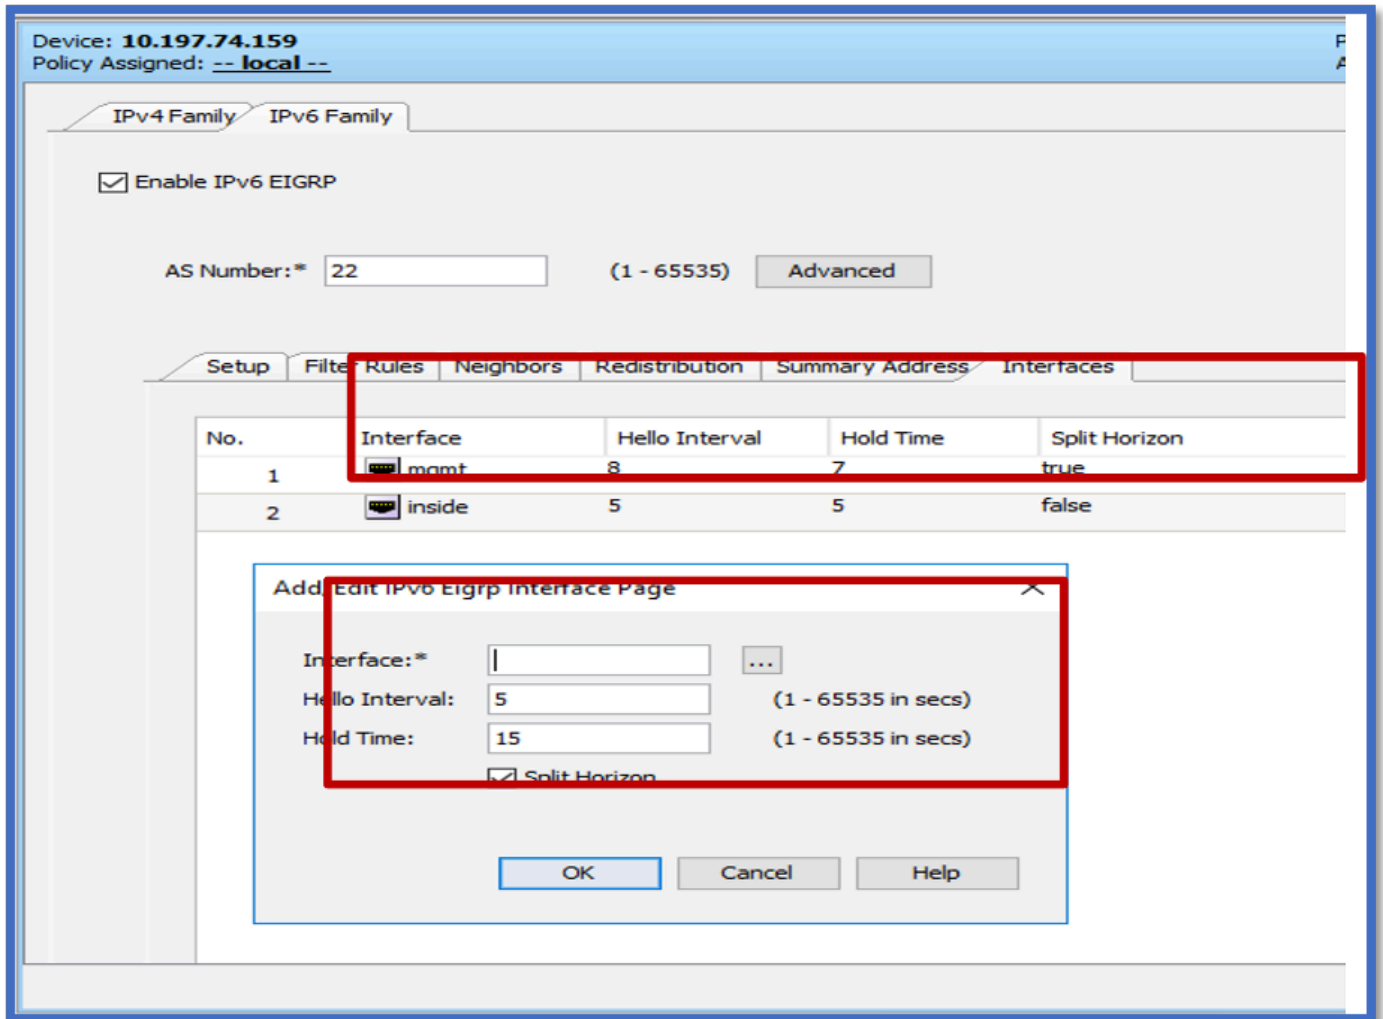 Device: 10.197.74.159
P
Policy Assigned: -- local --
A
IPv4 Family IPv6 Family
Enable IPv6 EIGRP
AS Number:* 22 (1 - 65535) Advanced
Setup Filter Rules Neighbors Redistribution Summary Address Interfaces
No. Interface Hello Interval Hold Time Split Horizon
1 mgmt 8 7 true
2 inside 5 5 false
Add/Edit IPv6 Eigrp Interface Page
Interface:* ...
Hello Interval: 5 (1 - 65535 in secs)
Hold Time: 15 (1 - 65535 in secs)
Split Horizon
OK Cancel Help